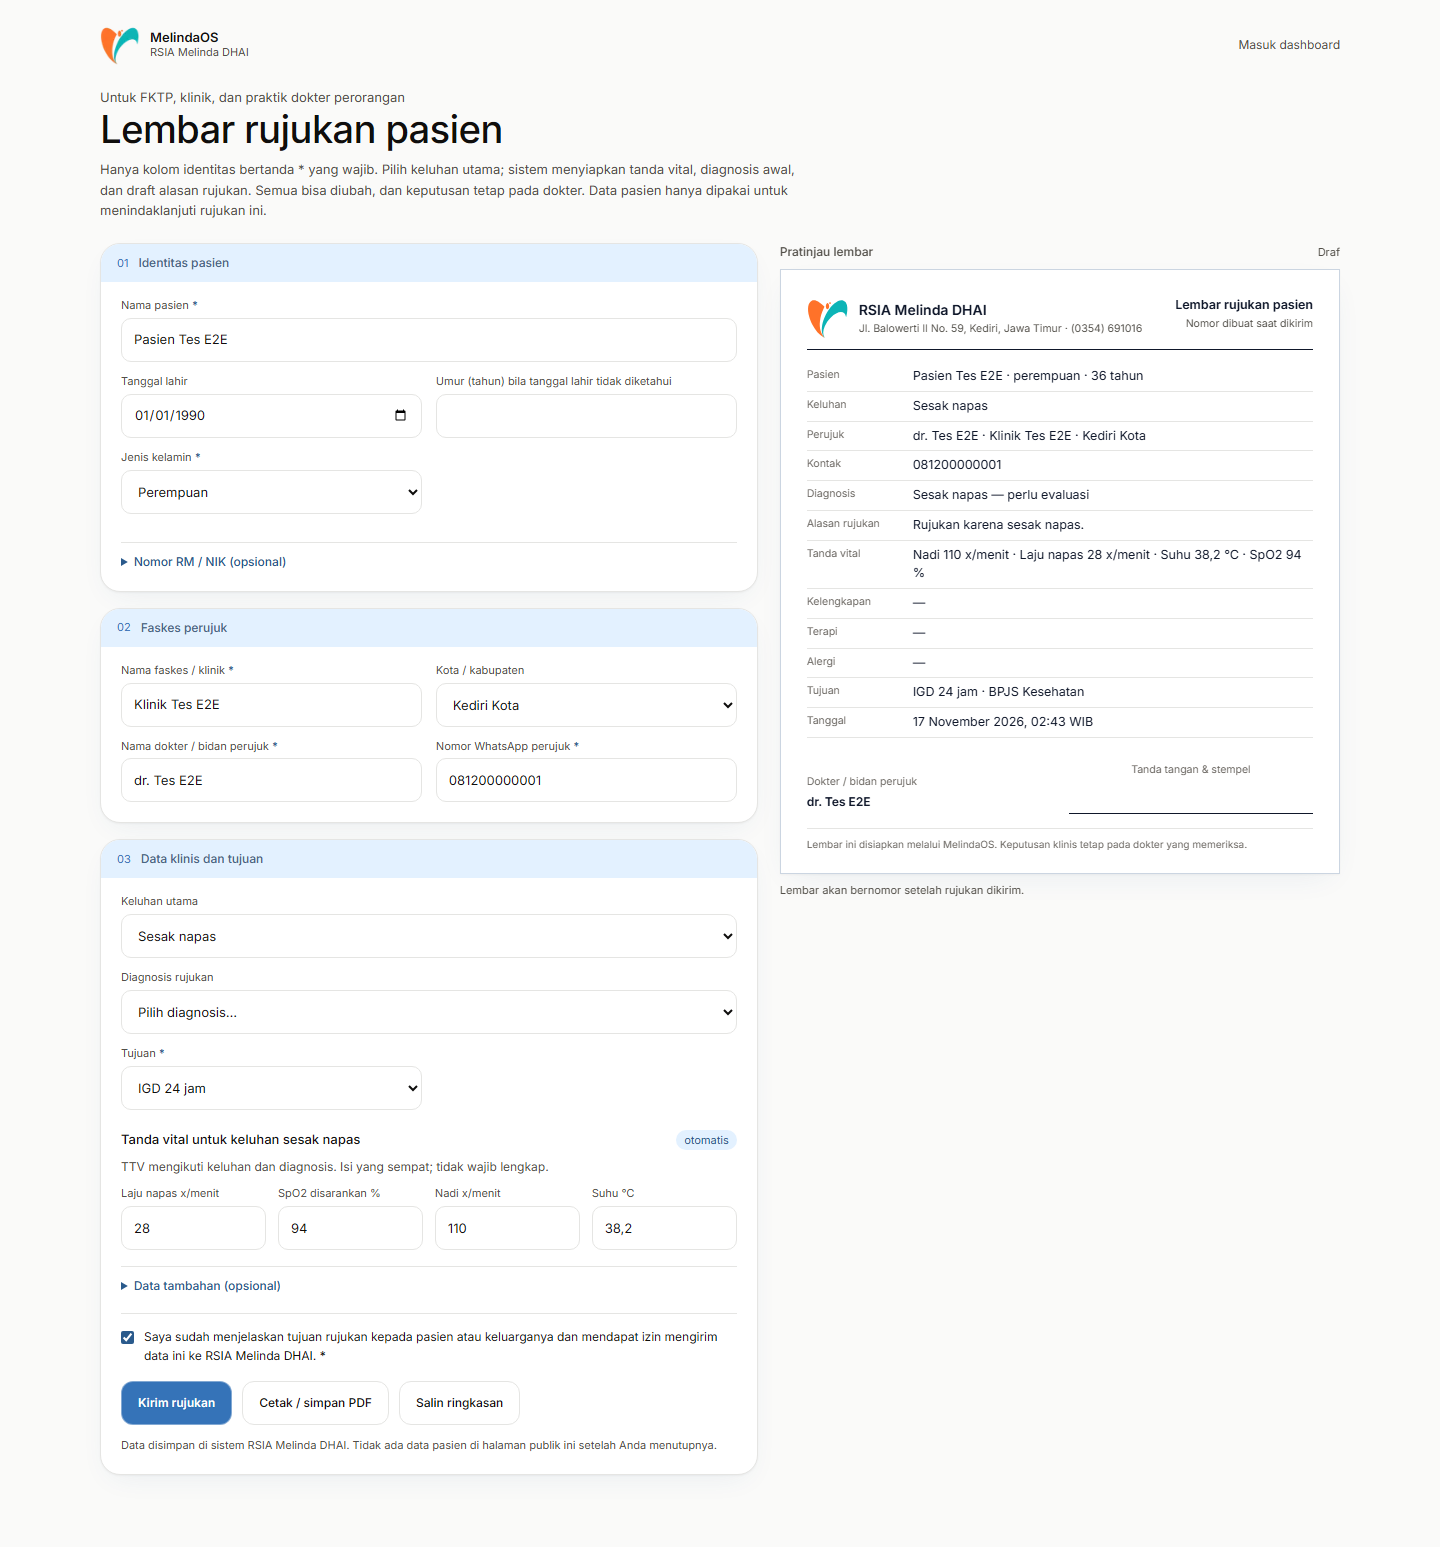 MelindaOS
RSIA Melinda DHAI
Masuk dashboard
Untuk FKTP, klinik, dan praktik dokter perorangan
Lembar rujukan pasien
Hanya kolom identitas bertanda * yang wajib. Pilih keluhan utama; sistem menyiapkan tanda vital, diagnosis awal,
dan draft alasan rujukan. Semua bisa diubah, dan keputusan tetap pada dokter. Data pasien hanya dipakai untuk
menindaklanjuti rujukan ini.
01 Identitas pasien
Nama pasien *
Pasien Tes E2E
Tanggal lahir
01/01/1990
Umur (tahun) bila tanggal lahir tidak diketahui
Jenis kelamin *
Perempuan
Nomor RM / NIK (opsional)
02 Faskes perujuk
Nama faskes / klinik *
Klinik Tes E2E
Kota / kabupaten
Kediri Kota
Nama dokter / bidan perujuk *
dr. Tes E2E
Nomor WhatsApp perujuk *
081200000001
03 Data klinis dan tujuan
Keluhan utama
Sesak napas
Diagnosis rujukan
Pilih diagnosis...
Tujuan *
IGD 24 jam
Tanda vital untuk keluhan sesak napas
otomatis
TTV mengikuti keluhan dan diagnosis. Isi yang sempat; tidak wajib lengkap.
Laju napas x/menit
28
SpO2 disarankan %
94
Nadi x/menit
110
Suhu °C
38,2
Data tambahan (opsional)
Saya sudah menjelaskan tujuan rujukan kepada pasien atau keluarganya dan mendapat izin mengirim
data ini ke RSIA Melinda DHAI. *
Kirim rujukan
Cetak / simpan PDF
Salin ringkasan
Data disimpan di sistem RSIA Melinda DHAI. Tidak ada data pasien di halaman publik ini setelah Anda menutupnya.
Pratinjau lembar
Draf
RSIA Melinda DHAI
Jl. Balowerti II No. 59, Kediri, Jawa Timur · (0354) 691016
Lembar rujukan pasien
Nomor dibuat saat dikirim
Pasien Pasien Tes E2E · perempuan · 36 tahun
Keluhan Sesak napas
Perujuk dr. Tes E2E · Klinik Tes E2E · Kediri Kota
Kontak 081200000001
Diagnosis Sesak napas — perlu evaluasi
Alasan rujukan Rujukan karena sesak napas.
Tanda vital Nadi 110 x/menit · Laju napas 28 x/menit · Suhu 38,2 °C · SpO2 94
%
Kelengkapan —
Terapi —
Alergi —
Tujuan IGD 24 jam · BPJS Kesehatan
Tanggal 17 November 2026, 02:43 WIB
Tanda tangan & stempel
Dokter / bidan perujuk
dr. Tes E2E
Lembar ini disiapkan melalui MelindaOS. Keputusan klinis tetap pada dokter yang memeriksa.
Lembar akan bernomor setelah rujukan dikirim.